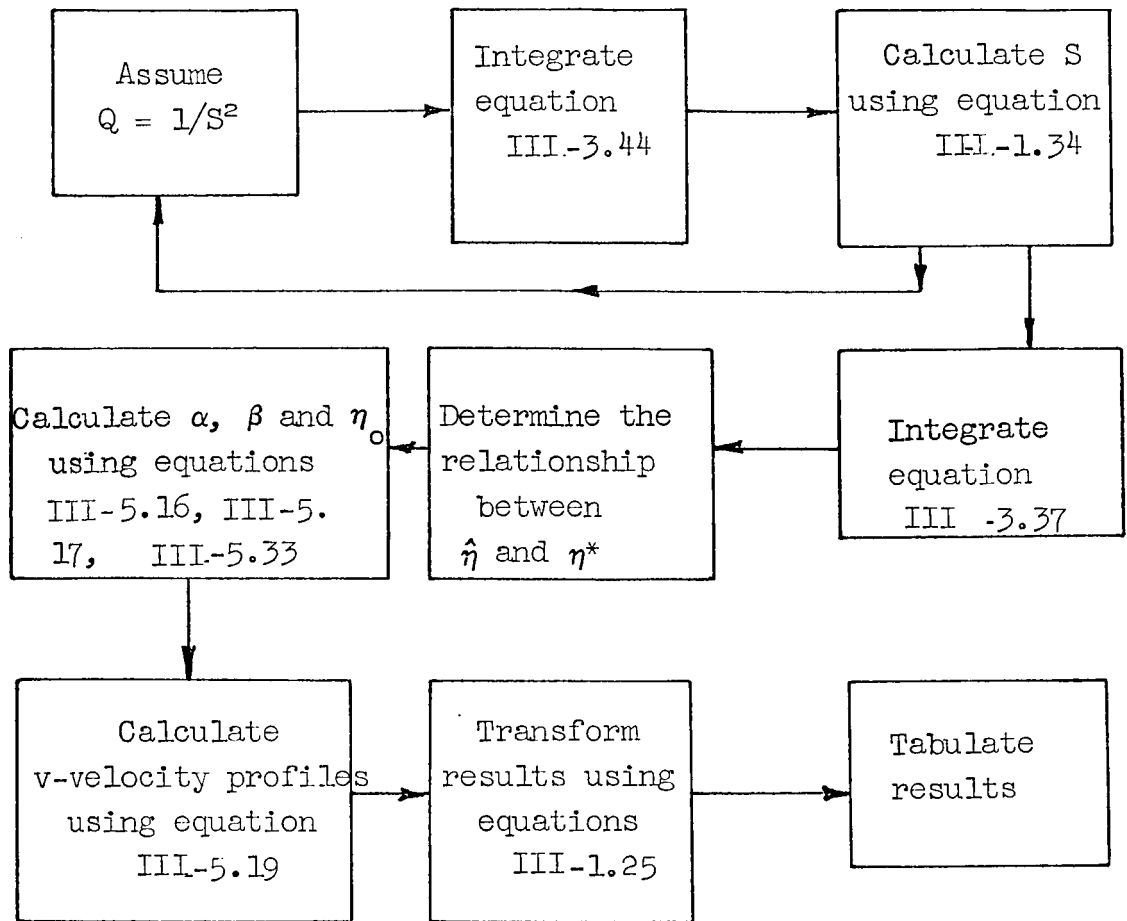 Assume
Q = 1/S²
Integrate
equation
III.-3.44
Calculate S
using equation
III.-1.34
Calculate α, β and η₀
using equations
III-5.16, III-5.
17, III.-5.33
Determine the
relationship
between
η̂ and η*
Integrate
equation
III -3.37
Calculate
v-velocity profiles
using equation
III.-5.19
Transform
results using
equations
III-1.25
Tabulate
results